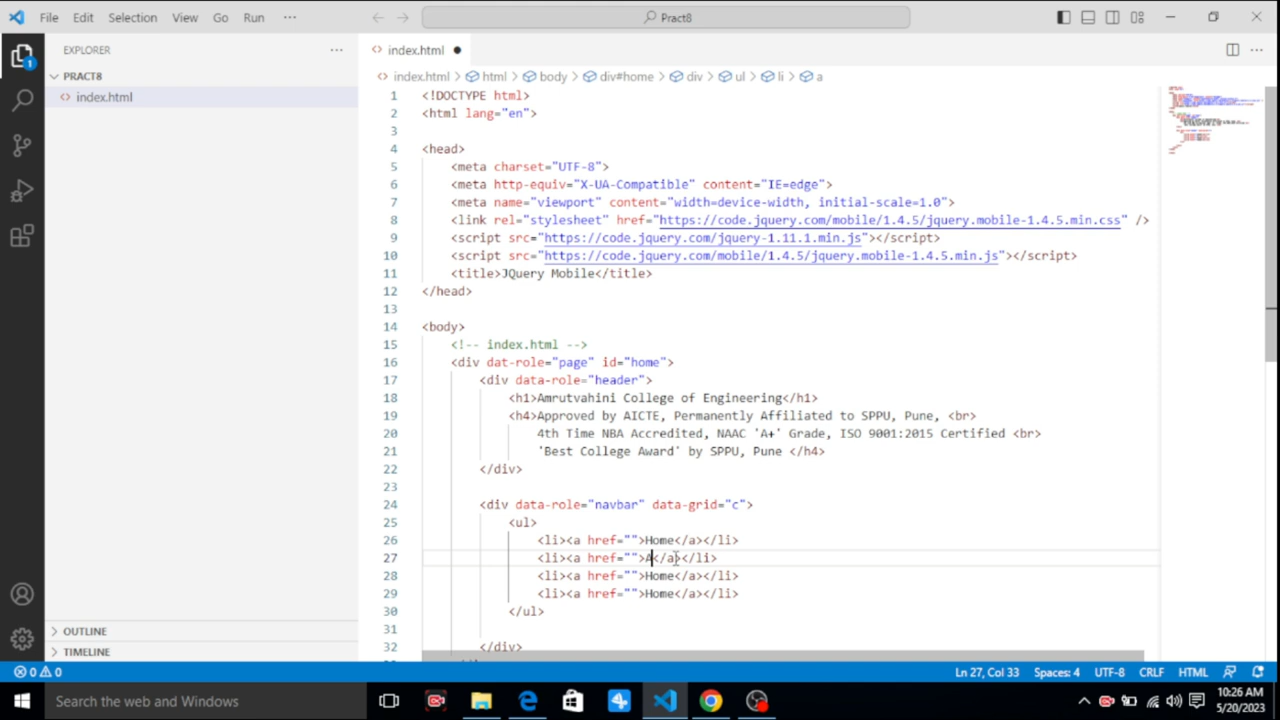 File Edit Selection View Go Run ··· Pract8
EXPLORER ···
index.html
index.html > html > body > div#home > div > ul > li > a
1
PRACT8
index.html
1 <!DOCTYPE html>
2 <html lang="en">
3
4 <head>
5 <meta charset="UTF-8">
6 <meta http-equiv="X-UA-Compatible" content="IE=edge">
7 <meta name="viewport" content="width=device-width, initial-scale=1.0">
8 <link rel="stylesheet" href="https://code.jquery.com/mobile/1.4.5/jquery.mobile-1.4.5.min.css" />
9 <script src="https://code.jquery.com/jquery-1.11.1.min.js"></script>
10 <script src="https://code.jquery.com/mobile/1.4.5/jquery.mobile-1.4.5.min.js"></script>
11 <title>JQuery Mobile</title>
12 </head>
13
14 <body>
15 <!-- index.html -->
16 <div dat-role="page" id="home">
17 <div data-role="header">
18 <h1>Amrutvahini College of Engineering</h1>
19 <h4>Approved by AICTE, Permanently Affiliated to SPPU, Pune, <br>
20 4th Time NBA Accredited, NAAC 'A+' Grade, ISO 9001:2015 Certified <br>
21 'Best College Award' by SPPU, Pune </h4>
22 </div>
23
24 <div data-role="navbar" data-grid="c">
25 <ul>
26 <li><a href="">Home</a></li>
27 <li><a href="">A</a></li>
28 <li><a href="">Home</a></li>
29 <li><a href="">Home</a></li>
30 </ul>
31
32 </div>
OUTLINE
TIMELINE
0 0 Ln 27, Col 33 Spaces: 4 UTF-8 CRLF HTML
Search the web and Windows
10:26 AM
5/20/2023